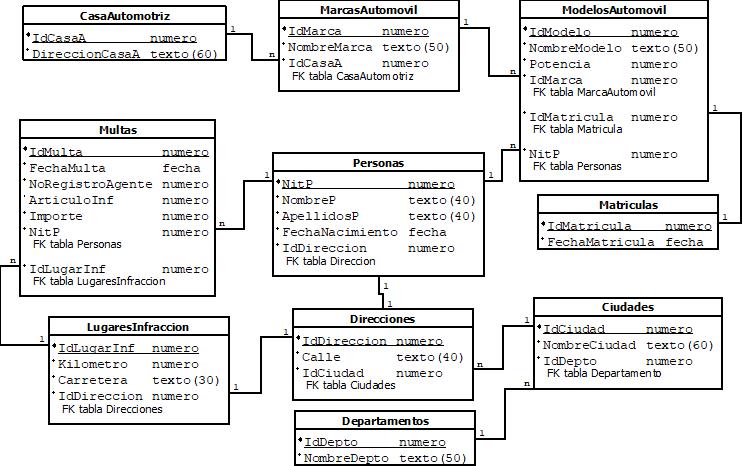 CasaAutomotriz
IdCasaA numero
DireccionCasaA texto(60)
1
n
MarcasAutomovil
IdMarca numero
NombreMarca texto(50)
IdCasaA numero
FK tabla CasaAutomotriz
1
n
ModelosAutomovil
IdModelo numero
NombreModelo texto(50)
Potencia numero
IdMarca numero
FK tabla MarcaAutomovil
IdMatricula numero
FK tabla Matricula
NitP numero
FK tabla Personas
1
n
Multas
IdMulta numero
FechaMulta fecha
NoRegistroAgente numero
ArticuloInf numero
Importe numero
NitP numero
FK tabla Personas
IdLugarInf numero
FK tabla LugaresInfraccion
n
1
n
Personas
NitP numero
NombreP texto(40)
ApellidosP texto(40)
FechaNacimiento fecha
IdDireccion numero
FK tabla Direccion
1
1
1
Matriculas
IdMatricula numero
FechaMatricula fecha
1
LugaresInfraccion
IdLugarInf numero
Kilometro numero
Carretera texto(30)
IdDireccion numero
FK tabla Direcciones
1
1
1
Direcciones
IdDireccion numero
Calle texto(40)
IdCiudad numero
FK tabla Ciudades
n
1
Ciudades
IdCiudad numero
NombreCiudad texto(60)
IdDepto numero
FK tabla Departamento
n
Departamentos
IdDepto numero
NombreDepto texto(50)
1